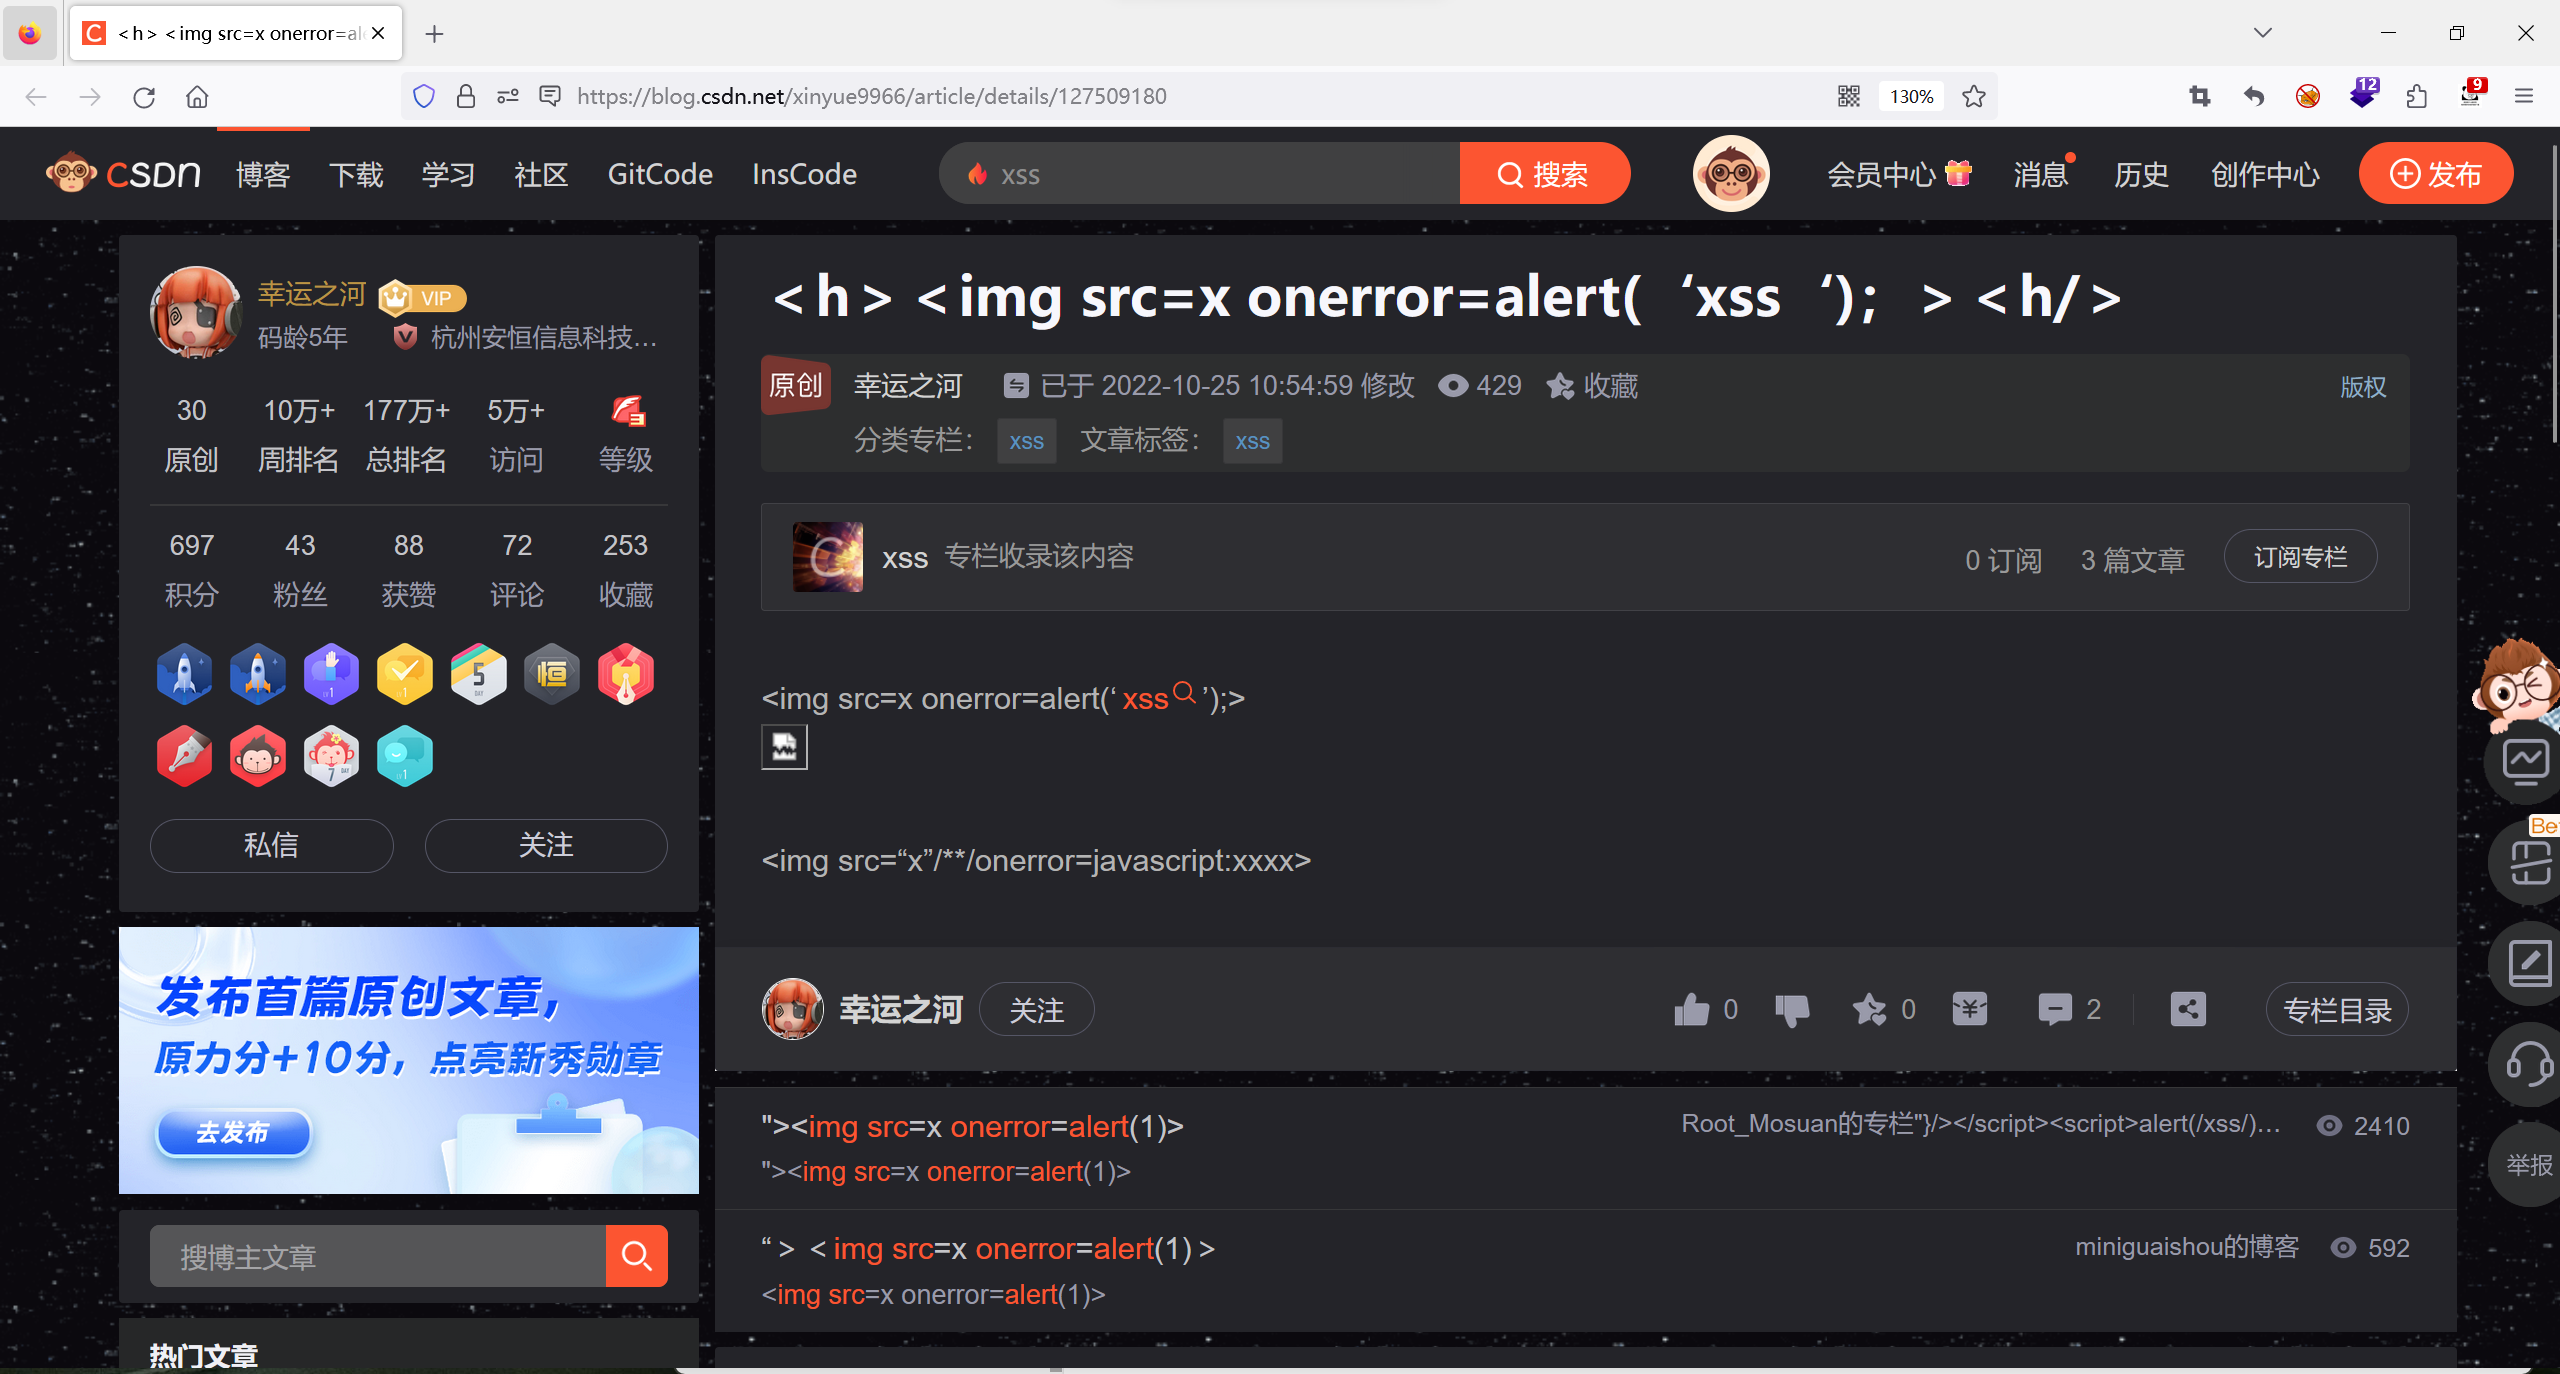 <h> <img src=x onerror=al
https://blog.csdn.net/xinyue9966/article/details/127509180
130%
12
9
CSDN
博客
下载
学习
社区
GitCode
InsCode
xss
搜索
会员中心
消息
历史
创作中心
发布
幸运之河
VIP
码龄5年
杭州安恒信息科技…
30
10万+
177万+
5万+
3
原创
周排名
总排名
访问
等级
697
43
88
72
253
积分
粉丝
获赞
评论
收藏
LV1
LV1
5
DAY
恒
7
DAY
LV1
私信
关注
发布首篇原创文章，
原力分+10分，点亮新秀勋章
去发布
搜博主文章
热门文章
＜h＞＜img src=x onerror=alert(‘xss‘)；＞＜h/＞
原创
幸运之河
已于 2022-10-25 10:54:59 修改
429
收藏
版权
分类专栏：
xss
文章标签：
xss
xss
专栏收录该内容
0 订阅
3 篇文章
订阅专栏
<img src=x onerror=alert(‘xss’);>
<img src=“x”/**/onerror=javascript:xxxx>
幸运之河
关注
0
0
2
专栏目录
"><img src=x onerror=alert(1)>
Root_Mosuan的专栏"}/></script><script>alert(/xss/)…
2410
"><img src=x onerror=alert(1)>
“＞＜img src=x onerror=alert(1)＞
miniguaishou的博客
592
<img src=x onerror=alert(1)>
Be
举报